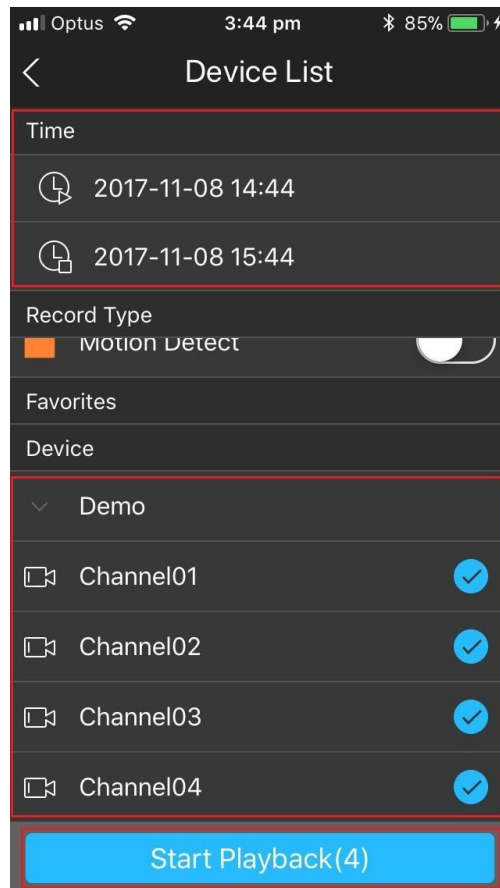 Optus 3:44 pm 85%
Device List
Time
2017-11-08 14:44
2017-11-08 15:44
Record Type
Motion Detect
Favorites
Device
Demo
Channel01
Channel02
Channel03
Channel04
Start Playback(4)